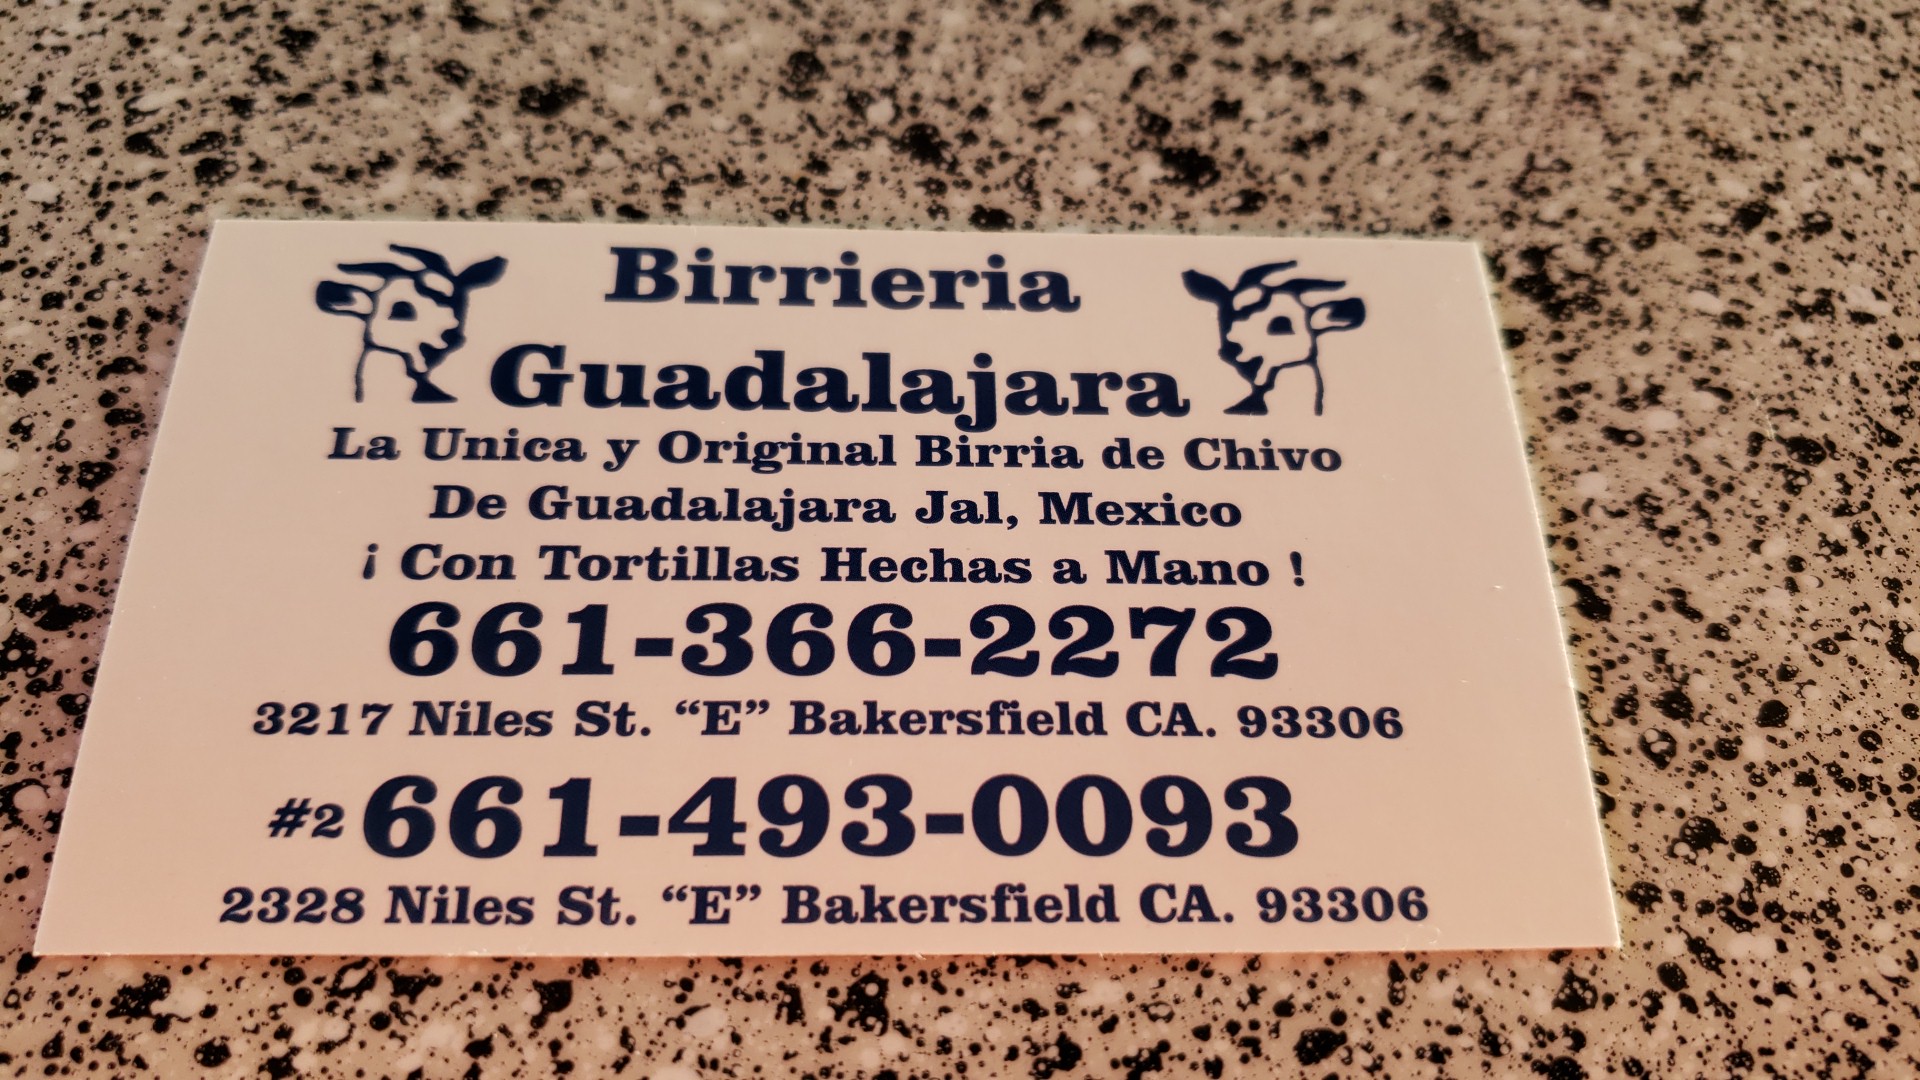 Birrieria
Guadalajara
La Unica y Original Birria de Chivo
De Guadalajara Jal, Mexico
¡ Con Tortillas Hechas a Mano !
661-366-2272
3217 Niles St. “E” Bakersfield CA. 93306
#2 661-493-0093
2328 Niles St. “E” Bakersfield CA. 93306